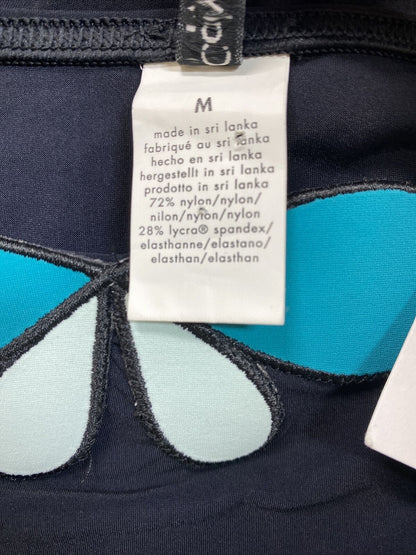 M
made in sri lanka
fabriqué au sri lanka
hecho en sri lanka
hergestellt in sri lanka
prodotto in sri lanka
72% nylon/nylon/
nilon/nylon/nylon
28% lycra® spandex/
elasthanne/elastano/
elasthan/elasthan